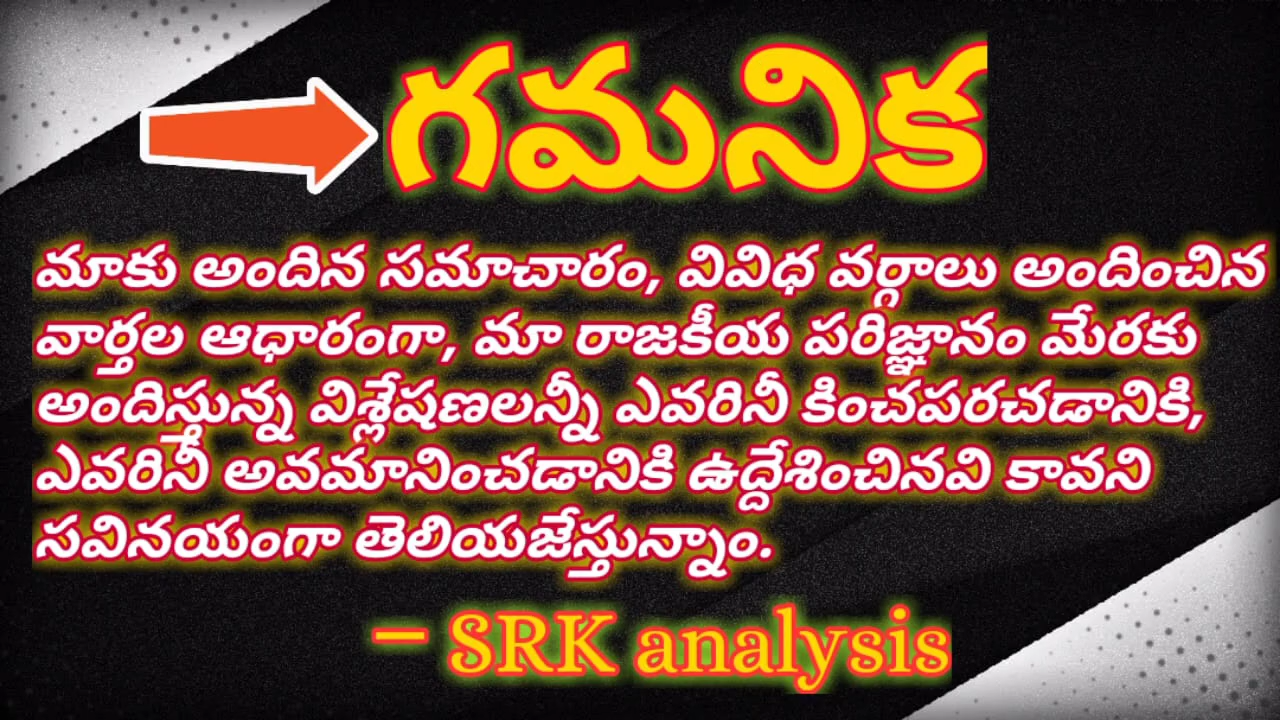 గమనిక
మాకు అందిన సమాచారం, వివిధ వర్గాలు అందించిన
వార్తల ఆధారంగా, మా రాజకీయ పరిజ్ఞానం మేరకు
అందిస్తున్న విశ్లేషణలన్నీ ఎవరినీ కించపరచడానికి,
ఎవరినీ అవమానించడానికి ఉద్దేశించినవి కావని
సవినయంగా తెలియజేస్తున్నాం.
– SRK analysis